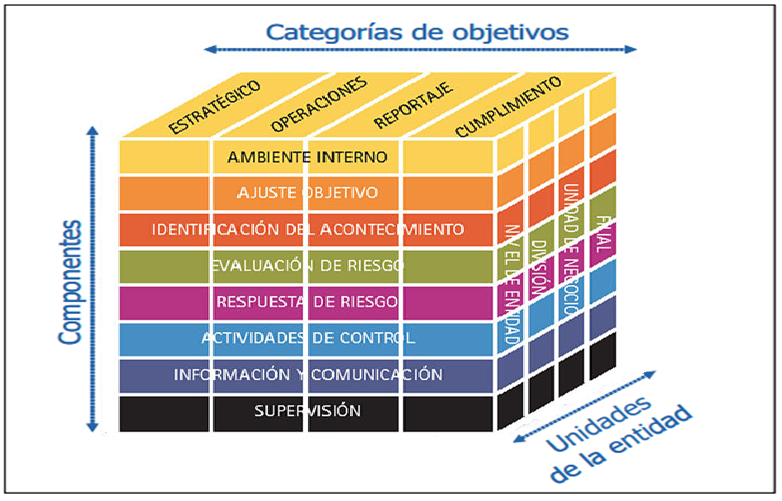 Categorías de objetivos
ESTRATÉGICO
OPERACIONES
REPORTAJE
CUMPLIMIENTO
Componentes
AMBIENTE INTERNO
AJUSTE OBJETIVO
IDENTIFICACIÓN DEL ACONTECIMIENTO
EVALUACIÓN DE RIESGO
RESPUESTA DE RIESGO
ACTIVIDADES DE CONTROL
INFORMACIÓN Y COMUNICACIÓN
SUPERVISIÓN
NIVEL DE ENTIDAD
DIVISIÓN
UNIDAD DE NEGOCIO
FILIAL
Unidades
de la entidad